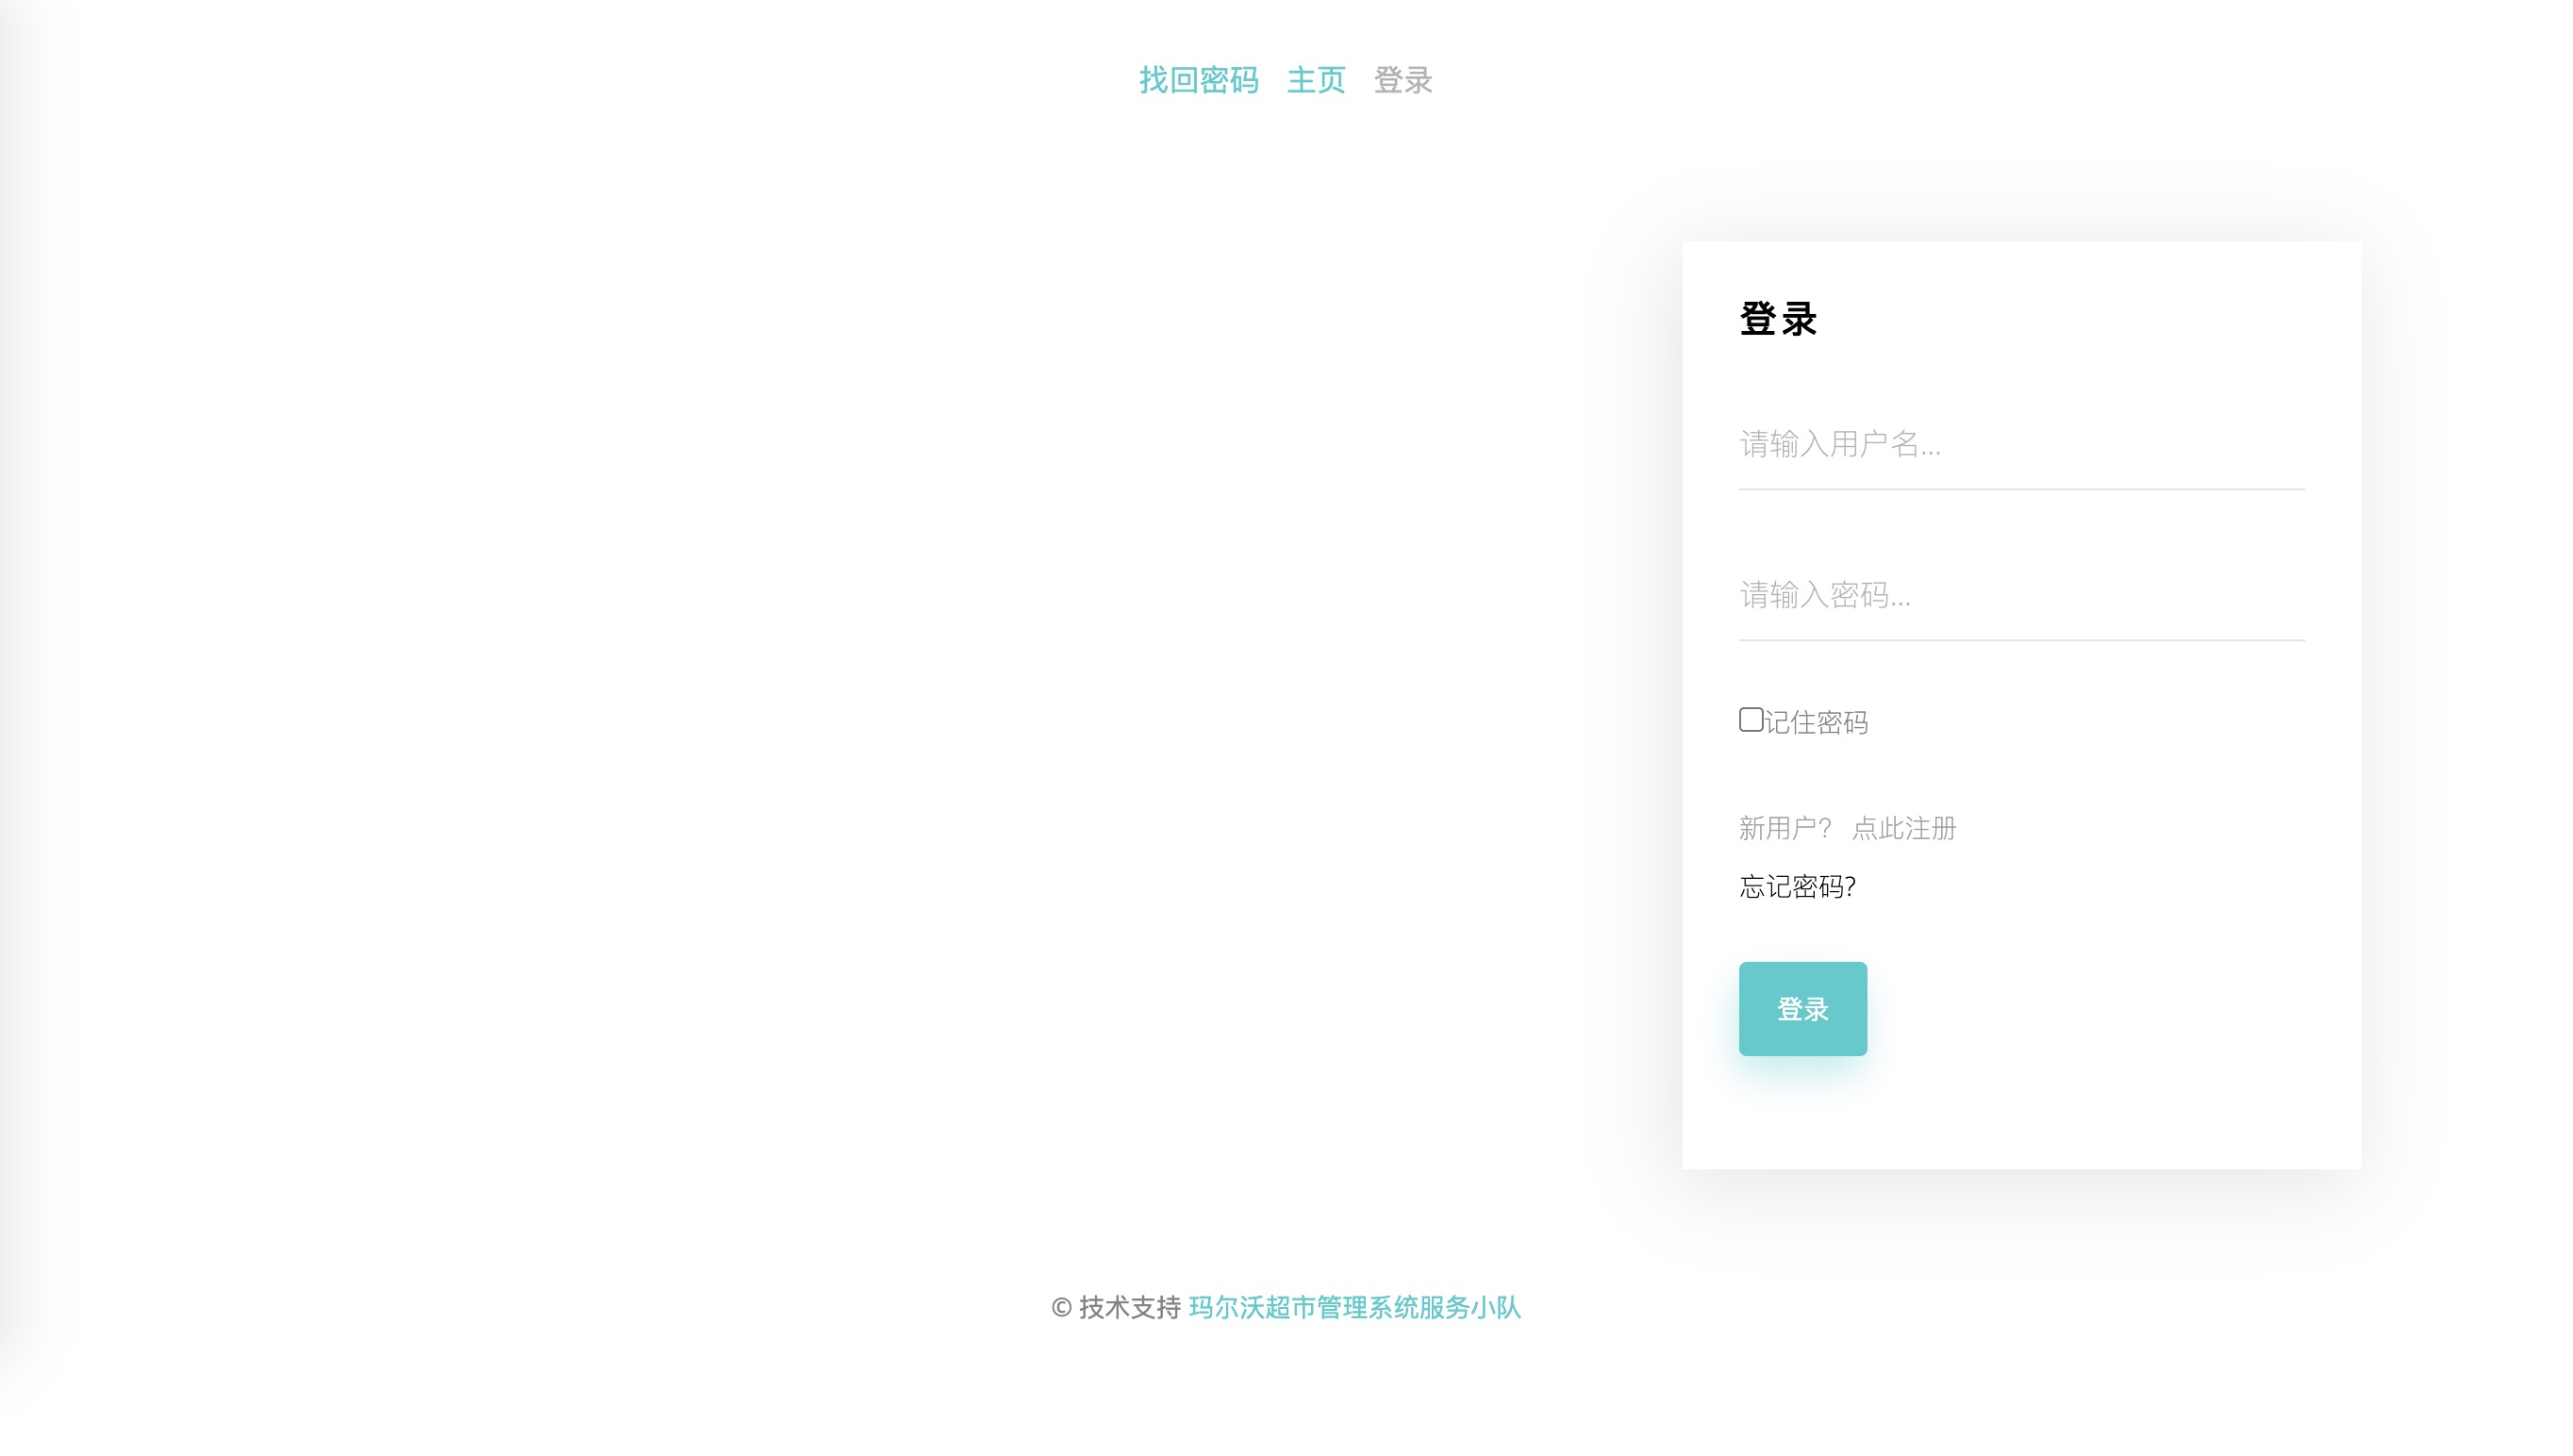 找回密码 主页 登录
登录
请输入用户名...
请输入密码...
记住密码
新用户? 点此注册
忘记密码?
登录
© 技术支持 玛尔沃超市管理系统服务小队